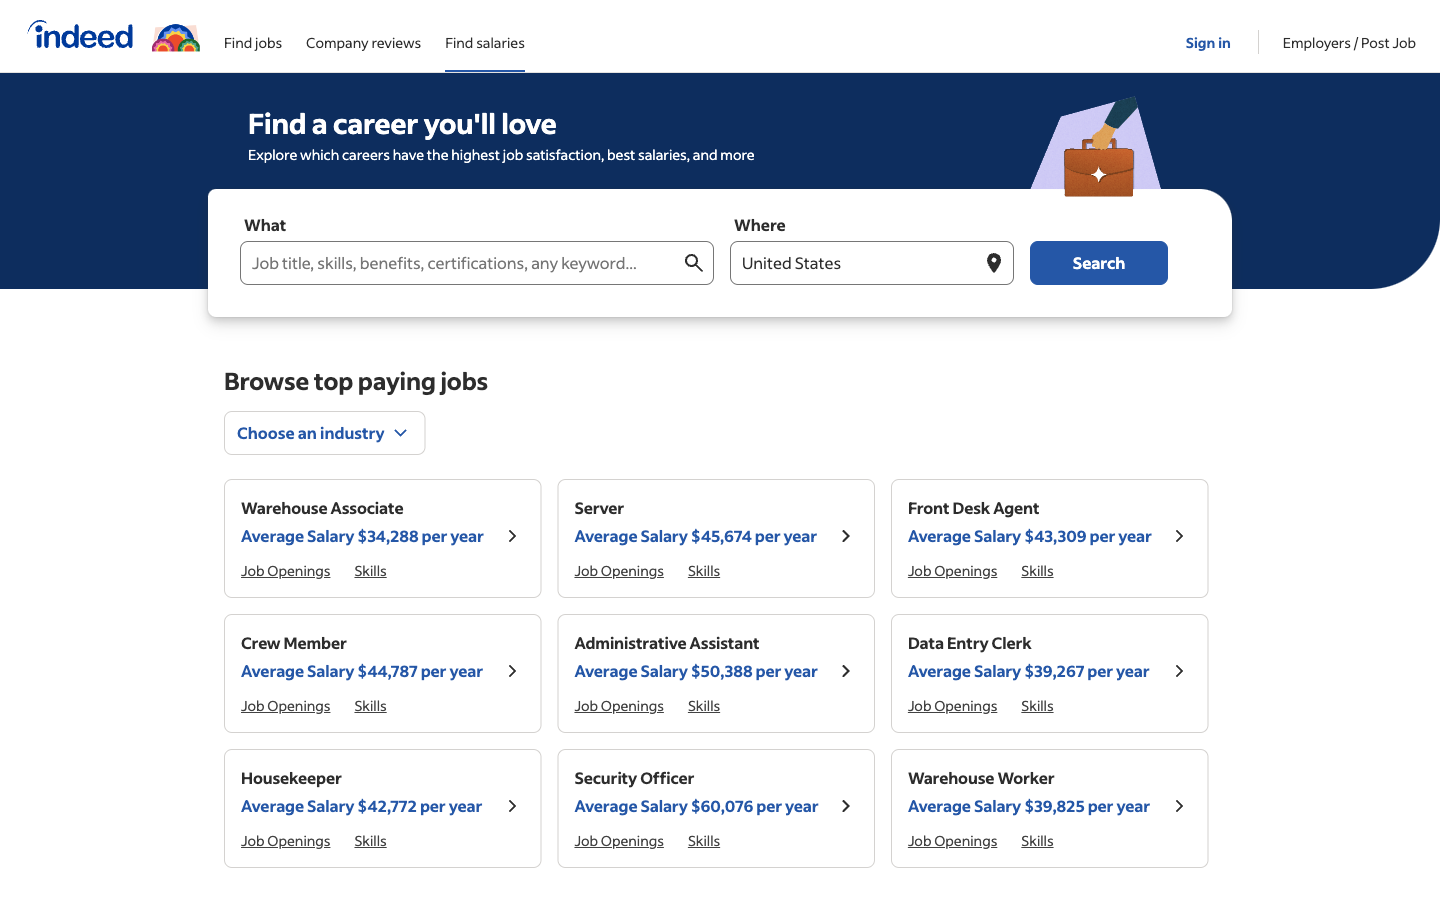 indeed
Find jobs
Company reviews
Find salaries
Sign in
Employers / Post Job
Find a career you'll love
Explore which careers have the highest job satisfaction, best salaries, and more
What
Where
Job title, skills, benefits, certifications, any keyword...
United States
Search
Browse top paying jobs
Choose an industry
Warehouse Associate
Average Salary $34,288 per year
Job Openings
Skills
Server
Average Salary $45,674 per year
Job Openings
Skills
Front Desk Agent
Average Salary $43,309 per year
Job Openings
Skills
Crew Member
Average Salary $44,787 per year
Job Openings
Skills
Administrative Assistant
Average Salary $50,388 per year
Job Openings
Skills
Data Entry Clerk
Average Salary $39,267 per year
Job Openings
Skills
Housekeeper
Average Salary $42,772 per year
Job Openings
Skills
Security Officer
Average Salary $60,076 per year
Job Openings
Skills
Warehouse Worker
Average Salary $39,825 per year
Job Openings
Skills